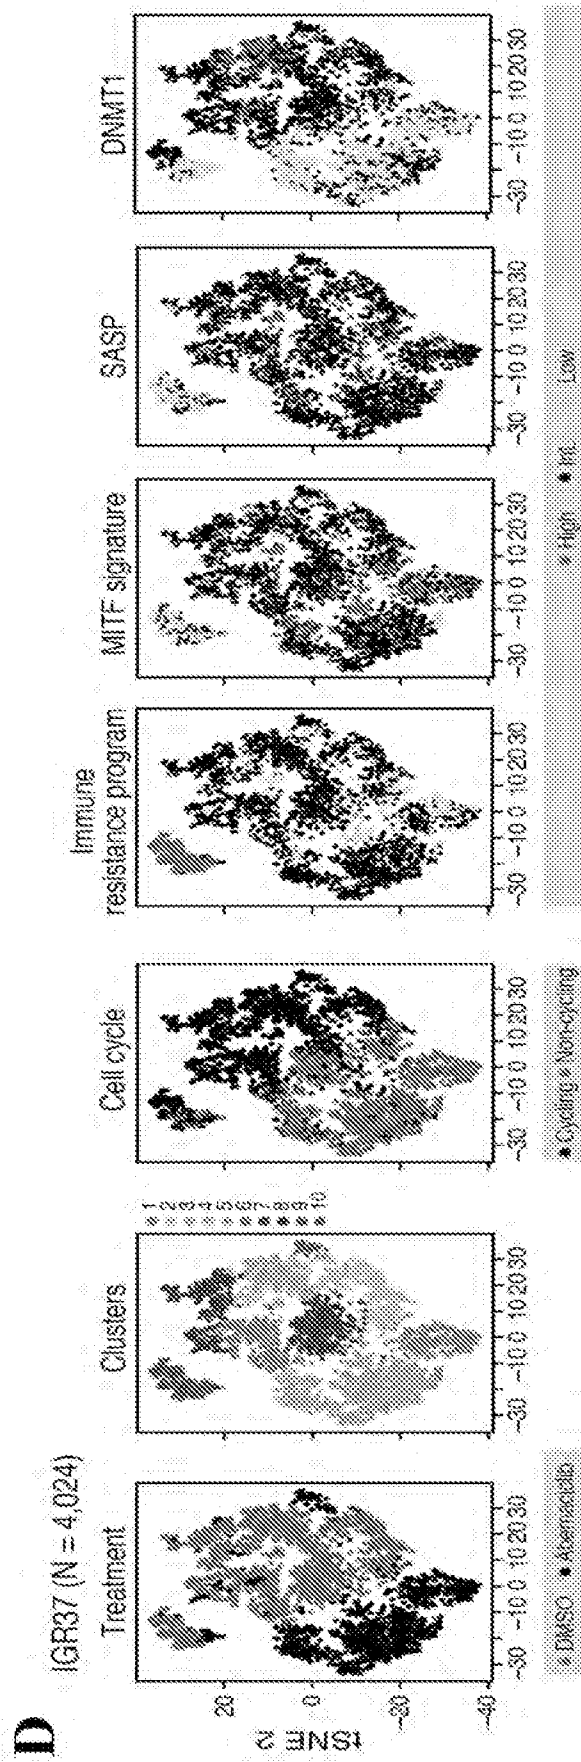 D
IGR37 (N = 4,024)
Treatment
Clusters
Cell cycle
Immune
resistance program
MITF signature
SASP
DNMT1
1
2
3
4
5
6
7
8
9
10
tSNE 2
20
0
−20
−40
−30 −10 0 10 20 30
−30 −10 0 10 20 30
−30 −10 0 10 20 30
−30 −10 0 10 20 30
−30 −10 0 10 20 30
−30 −10 0 10 20 30
−30 −10 0 10 20 30
DMSO Abemaciclib
Cycling Non-cycling
High Int. Low